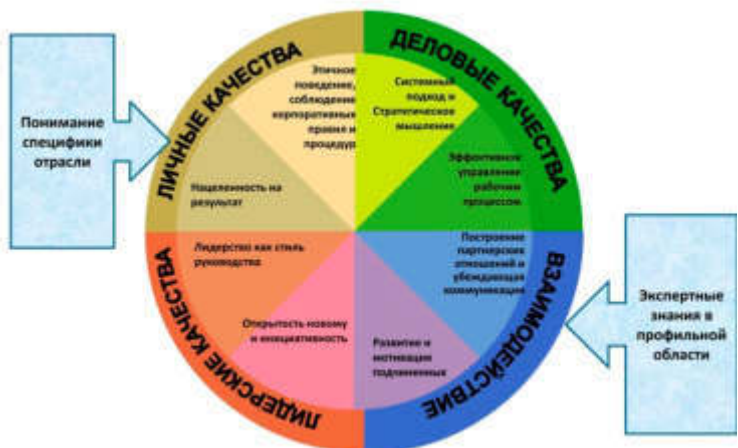 ЛИЧНЫЕ КАЧЕСТВА
ДЕЛОВЫЕ КАЧЕСТВА
Понимание
специфики
отрасли
Этичное
поведение,
соблюдение
корпоративных
правил и
процедур
Системный
подход и
Стратегическое
мышление
Эффективное
управление
рабочим
процессом
Нацеленность на
результат
Лидерство как стиль
руководства
Построение
партнерских
отношений и
убеждающая
коммуникация
Открытость новому
и инициативность
Развитие и
мотивация
подчиненных
Экспертные
знания в
профильной
области
ЛИДЕРСКИЕ КАЧЕСТВА
ВЗАИМОДЕЙСТВИЕ